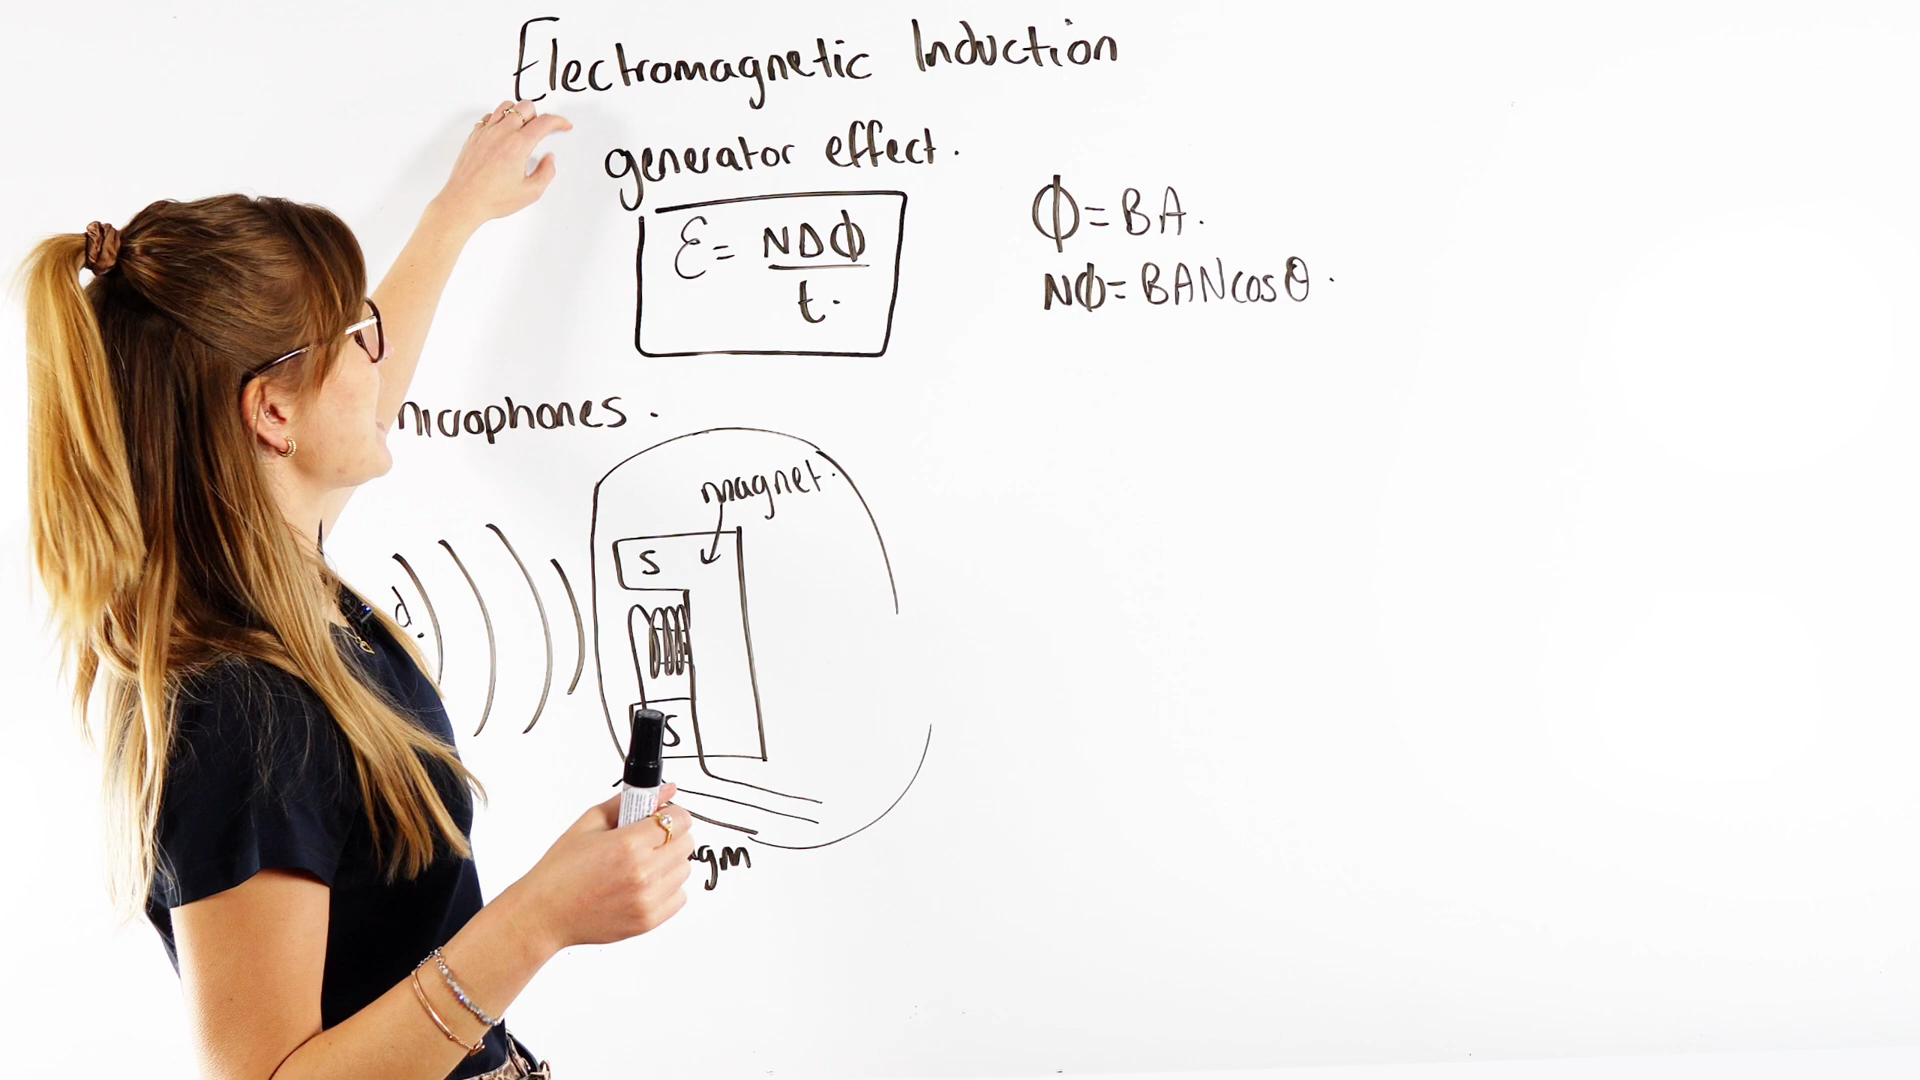 Electromagnetic Induction
generator effect.
ε = NΔΦ
t.
Φ = BA.
NΦ = BANcosθ.
microphones.
magnet.
S
d.
S